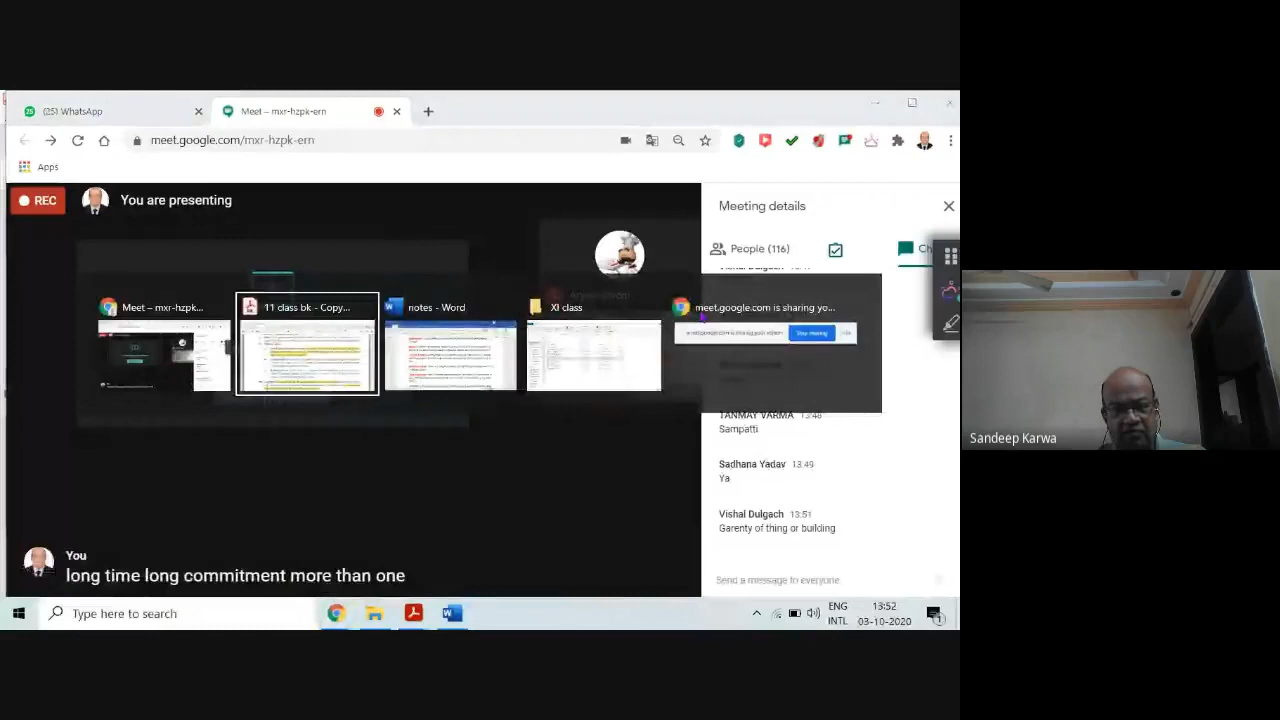 (25) WhatsApp
Meet – mxr-hzpk-ern
meet.google.com/mxr-hzpk-ern
Apps
REC
You are presenting
Meeting details
People (116)
Meet – mxr-hzpk...
11 class bk - Copy...
notes - Word
XI class
meet.google.com is sharing yo...
Stop sharing
TANMAY VARMA 13:48
Sampatti
Sadhana Yadav 13:49
Ya
Vishal Dulgach 13:51
Garenty of thing or building
Sandeep Karwa
You
long time long commitment more than one
Send a message to everyone
Type here to search
ENG
INTL
13:52
03-10-2020